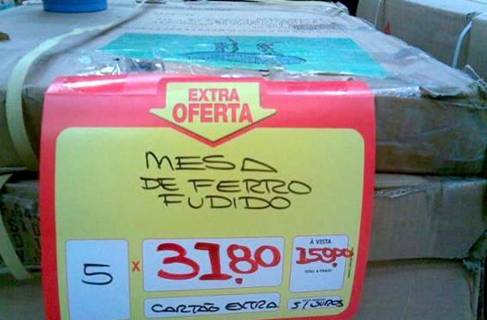 EXTRA
OFERTA
MESA
DE FERRO
FUDIDO
À VISTA
5 x 31,80 159,00
CARTÃO EXTRA S/JUROS